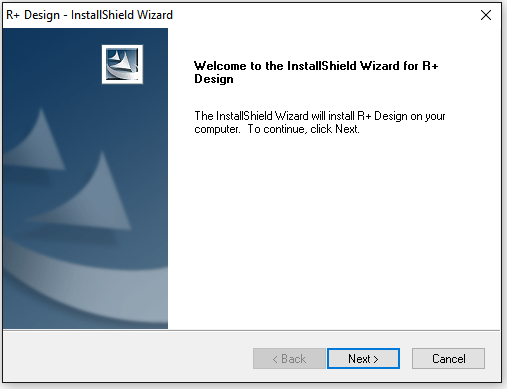 R+ Design - InstallShield Wizard
Welcome to the InstallShield Wizard for R+
Design
The InstallShield Wizard will install R+ Design on your
computer. To continue, click Next.
< Back
Next >
Cancel